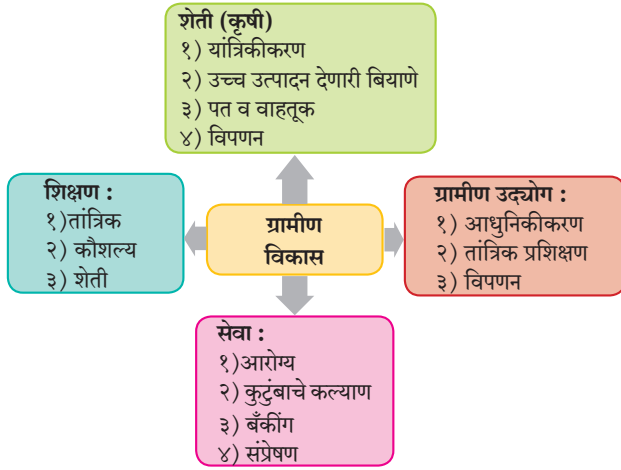 शेती (कृषी)
१) यांत्रिकीकरण
२) उच्च उत्पादन देणारी बियाणे
३) पत व वाहतूक
४) विपणन
शिक्षण :
१)तांत्रिक
२) कौशल्य
३) शेती
ग्रामीण
विकास
ग्रामीण उद्योग :
१) आधुनिकीकरण
२) तांत्रिक प्रशिक्षण
३) विपणन
सेवा :
१)आरोग्य
२) कुटुंबाचे कल्याण
३) बँकींग
४) संप्रेषण